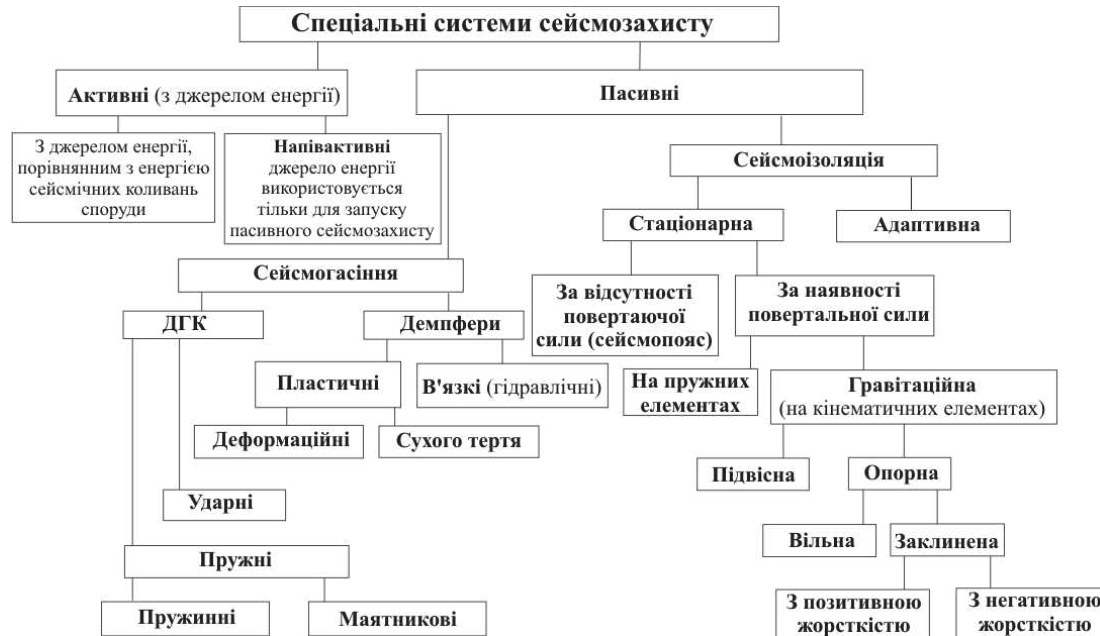 Спеціальні системи сейсмозахисту
Активні (з джерелом енергії)
Пасивні
З джерелом енергії,
порівнянним з енергією
сейсмічних коливань
споруди
Напівактивні
джерело енергії
використовується
тільки для запуску
пасивного сейсмозахисту
Сейсмоізоляція
Стаціонарна
Адаптивна
Сейсмогасіння
За відсутності
повертаючої
сили (сейсмопояс)
За наявності
повертальної сили
ДГК
Демпфери
Пластичні
В'язкі (гідравлічні)
На пружних
елементах
Гравітаційна
(на кінематичних елементах)
Деформаційні
Сухого тертя
Підвісна
Опорна
Ударні
Вільна
Заклинена
Пружні
Пружинні
Маятникові
З позитивною
жорсткістю
З негативною
жорсткістю